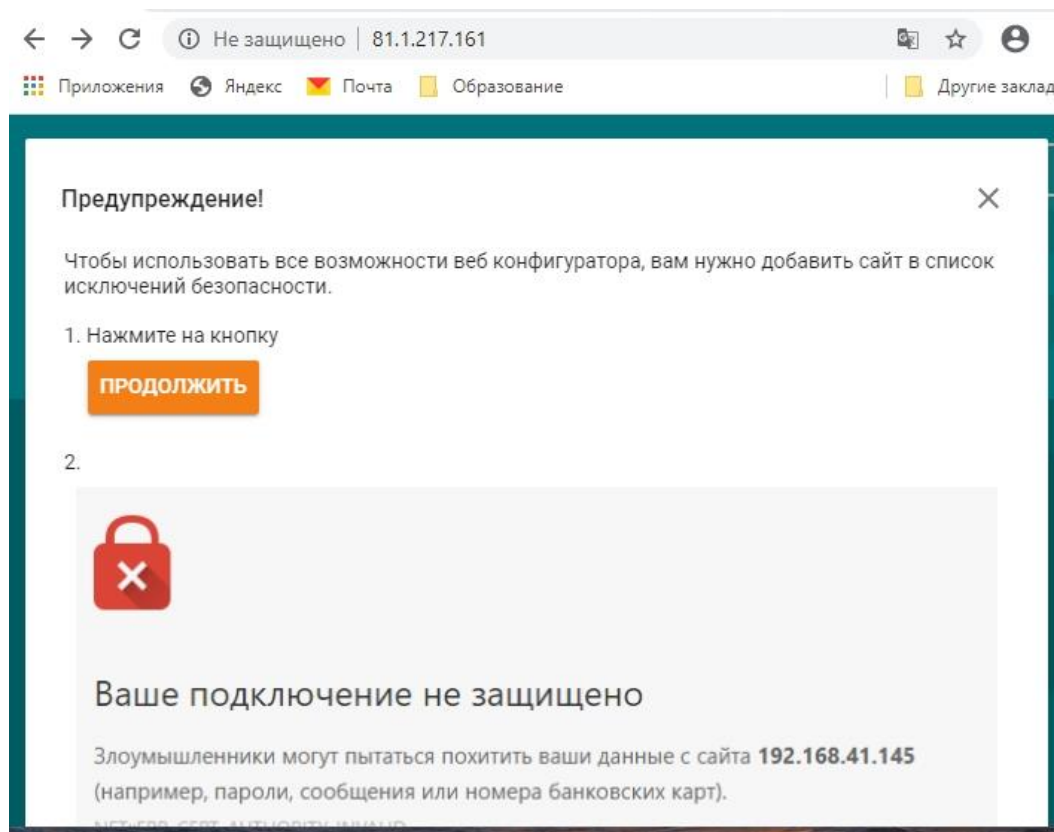 Не защищено | 81.1.217.161
Приложения Яндекс Почта Образование Другие заклад
Предупреждение!
Чтобы использовать все возможности веб конфигуратора, вам нужно добавить сайт в список
исключений безопасности.
1. Нажмите на кнопку
ПРОДОЛЖИТЬ
2.
Ваше подключение не защищено
Злоумышленники могут пытаться похитить ваши данные с сайта 192.168.41.145
(например, пароли, сообщения или номера банковских карт).